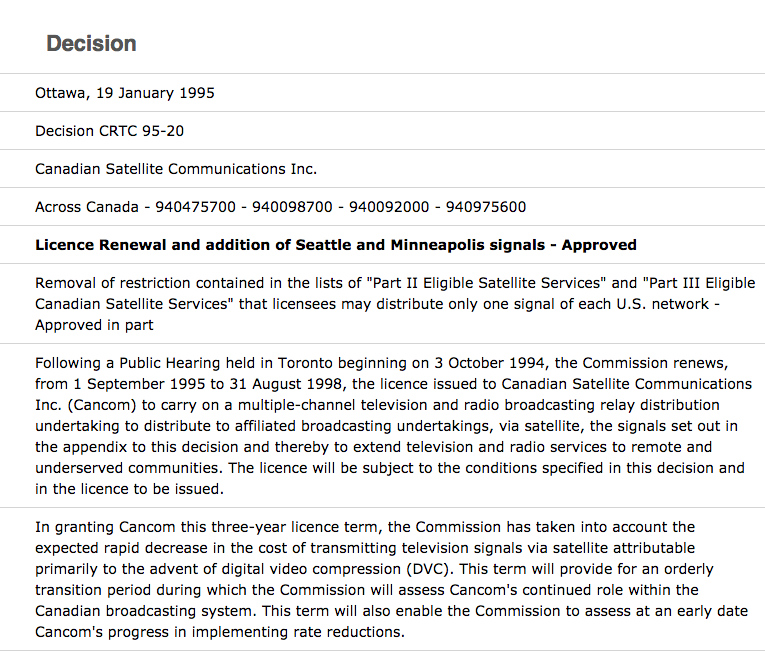 Decision
Ottawa, 19 January 1995
Decision CRTC 95-20
Canadian Satellite Communications Inc.
Across Canada - 940475700 - 940098700 - 940092000 - 940975600
Licence Renewal and addition of Seattle and Minneapolis signals - Approved
Removal of restriction contained in the lists of "Part II Eligible Satellite Services" and "Part III Eligible
Canadian Satellite Services" that licensees may distribute only one signal of each U.S. network -
Approved in part
Following a Public Hearing held in Toronto beginning on 3 October 1994, the Commission renews,
from 1 September 1995 to 31 August 1998, the licence issued to Canadian Satellite Communications
Inc. (Cancom) to carry on a multiple-channel television and radio broadcasting relay distribution
undertaking to distribute to affiliated broadcasting undertakings, via satellite, the signals set out in
the appendix to this decision and thereby to extend television and radio services to remote and
underserved communities. The licence will be subject to the conditions specified in this decision and
in the licence to be issued.
In granting Cancom this three-year licence term, the Commission has taken into account the
expected rapid decrease in the cost of transmitting television signals via satellite attributable
primarily to the advent of digital video compression (DVC). This term will provide for an orderly
transition period during which the Commission will assess Cancom's continued role within the
Canadian broadcasting system. This term will also enable the Commission to assess at an early date
Cancom's progress in implementing rate reductions.